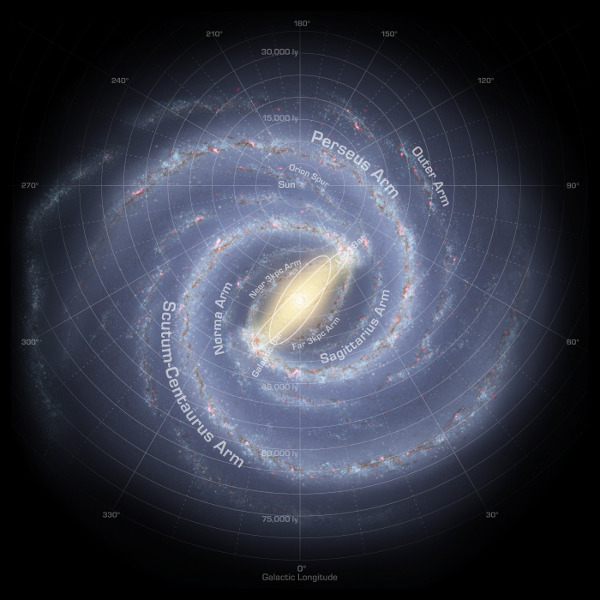 180°
210°
150°
30,000 ly
240°
120°
15,000 ly
Perseus Arm
Outer Arm
Orion Spur
Sun
270°
90°
Near 3kpc Arm
Norma Arm
Sagittarius Arm
Far 3kpc Arm
Scutum-Centaurus Arm
300°
60°
75,000 ly
330°
30°
0°
Galactic Longitude